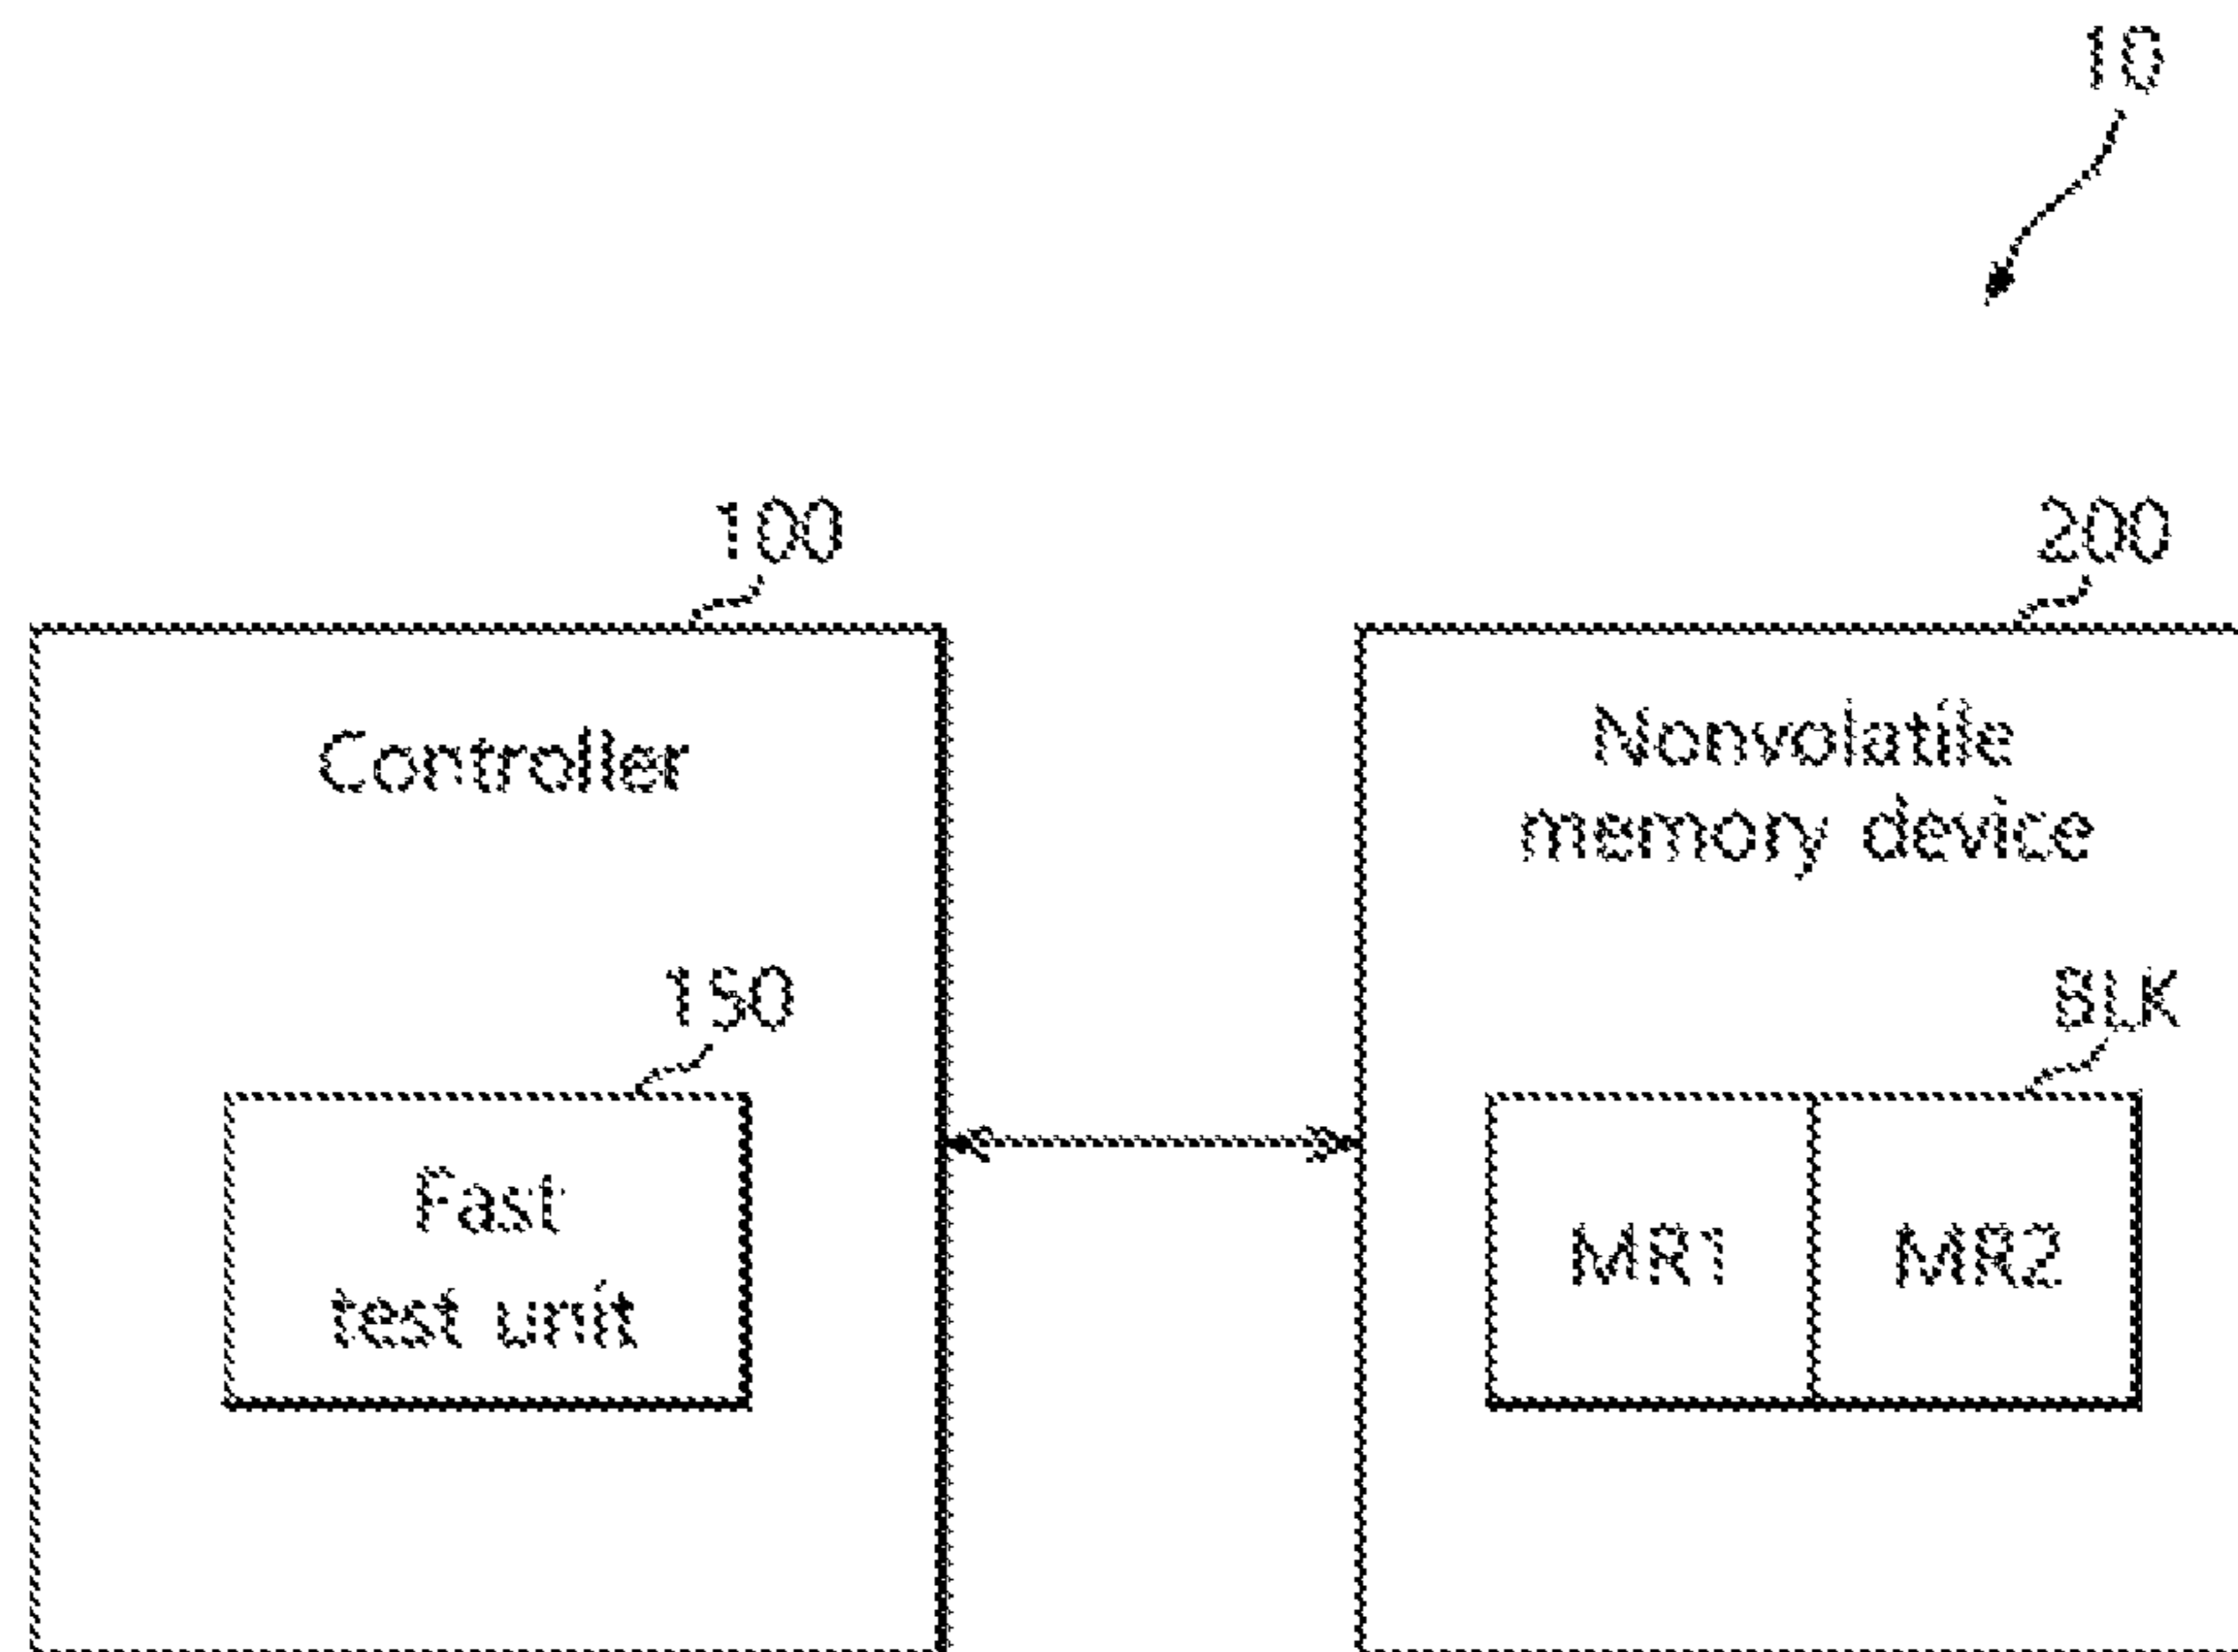 10
100
200
Controller
Nonvolatile
memory device
150
BLK
Fast
test unit
MR1
MR2